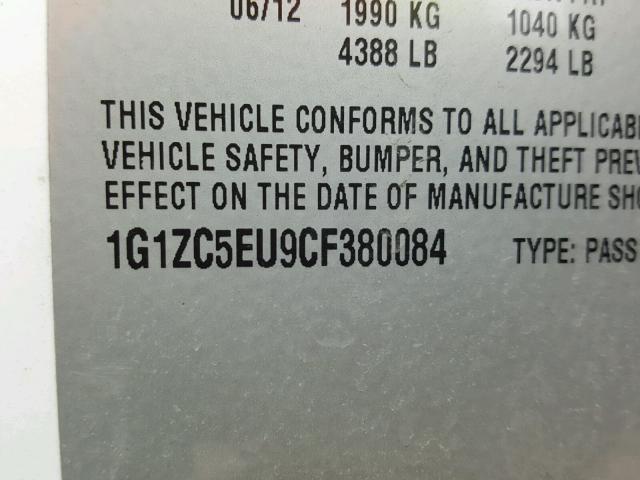 06/12 1990 KG 1040 KG
4388 LB 2294 LB
THIS VEHICLE CONFORMS TO ALL APPLICABL
VEHICLE SAFETY, BUMPER, AND THEFT PREV
EFFECT ON THE DATE OF MANUFACTURE SHO
1G1ZC5EU9CF380084 TYPE: PASS